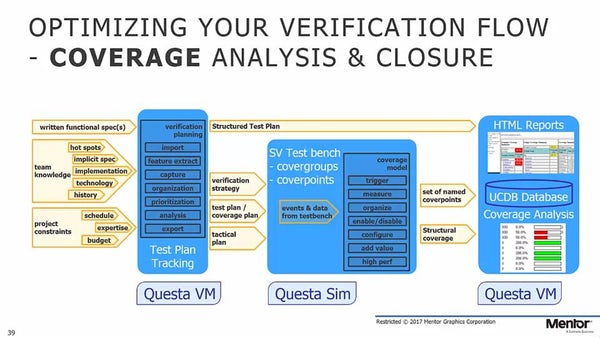 OPTIMIZING YOUR VERIFICATION FLOW
- COVERAGE ANALYSIS & CLOSURE
written functional spec(s)
team
knowledge
hot spots
implicit spec
implementation
technology
history
project
constraints
schedule
expertise
budget
verification
planning
import
feature extract
capture
organization
prioritization
analysis
export
Test Plan
Tracking
Questa VM
Structured Test Plan
verification
strategy
test plan /
coverage plan
tactical
plan
SV Test bench
- covergroups
- coverpoints
events & data
from testbench
coverage
model
trigger
measure
organize
enable/disable
configure
add value
high perf
Questa Sim
set of named
coverpoints
Structural
coverage
HTML Reports
UCDB Database
Coverage Analysis
Questa VM
39
Restricted © 2017 Mentor Graphics Corporation
Mentor